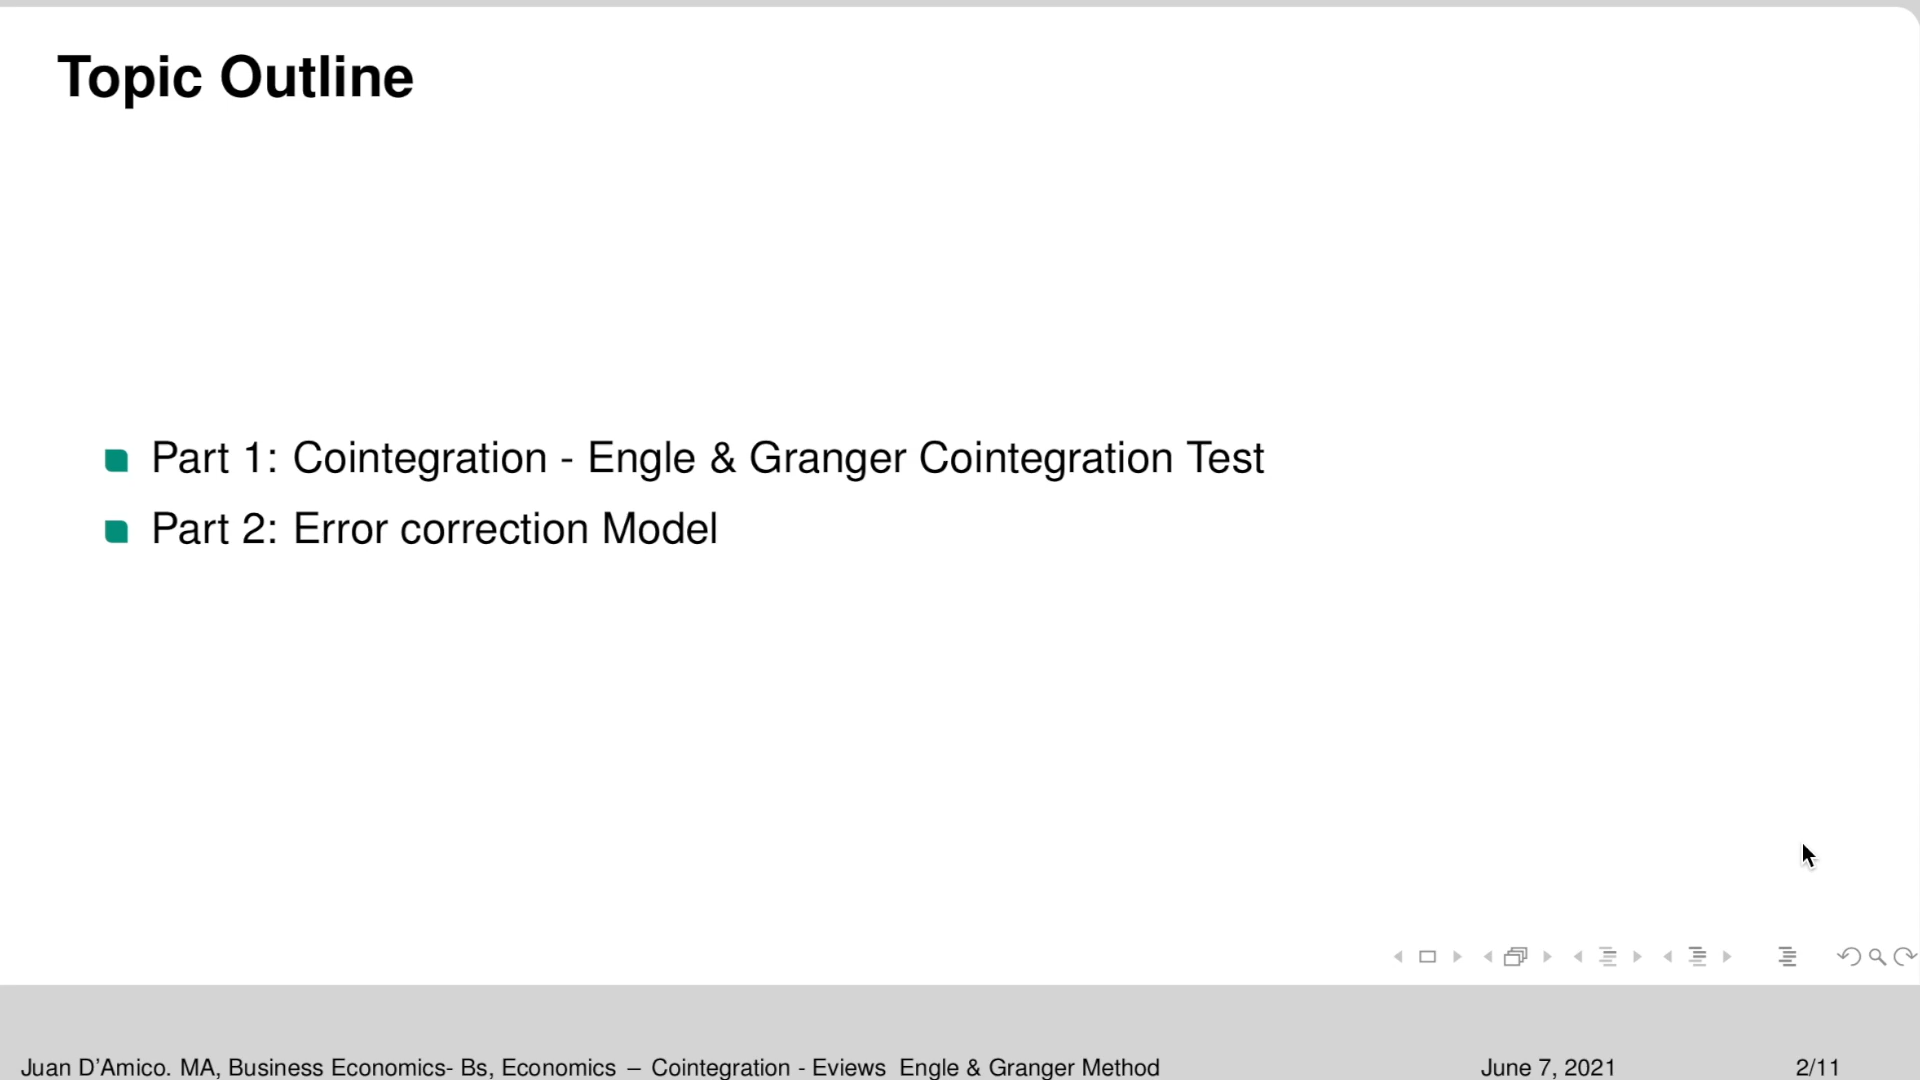 Topic Outline
Part 1: Cointegration - Engle & Granger Cointegration Test
Part 2: Error correction Model
Juan D'Amico. MA, Business Economics- Bs, Economics – Cointegration - Eviews Engle & Granger Method June 7, 2021 2/11